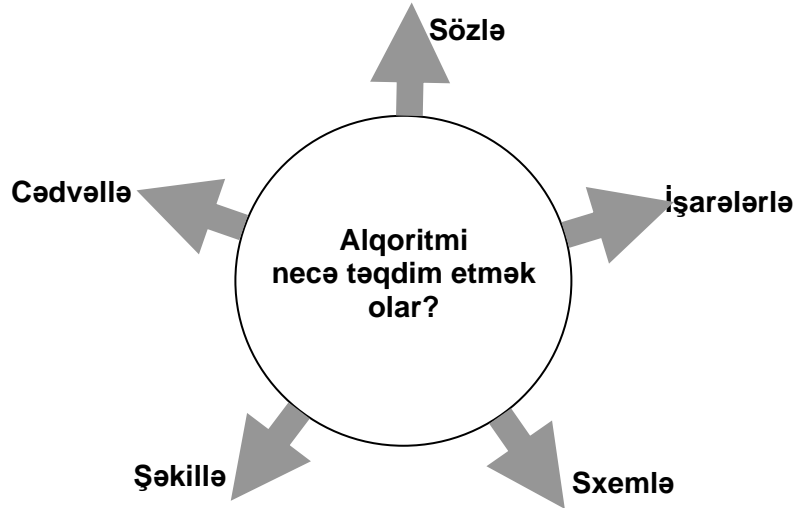 Sözlə
Cədvəllə
İşarələrlə
Alqoritmi
necə təqdim etmək
olar?
Şəkillə
Sxemlə